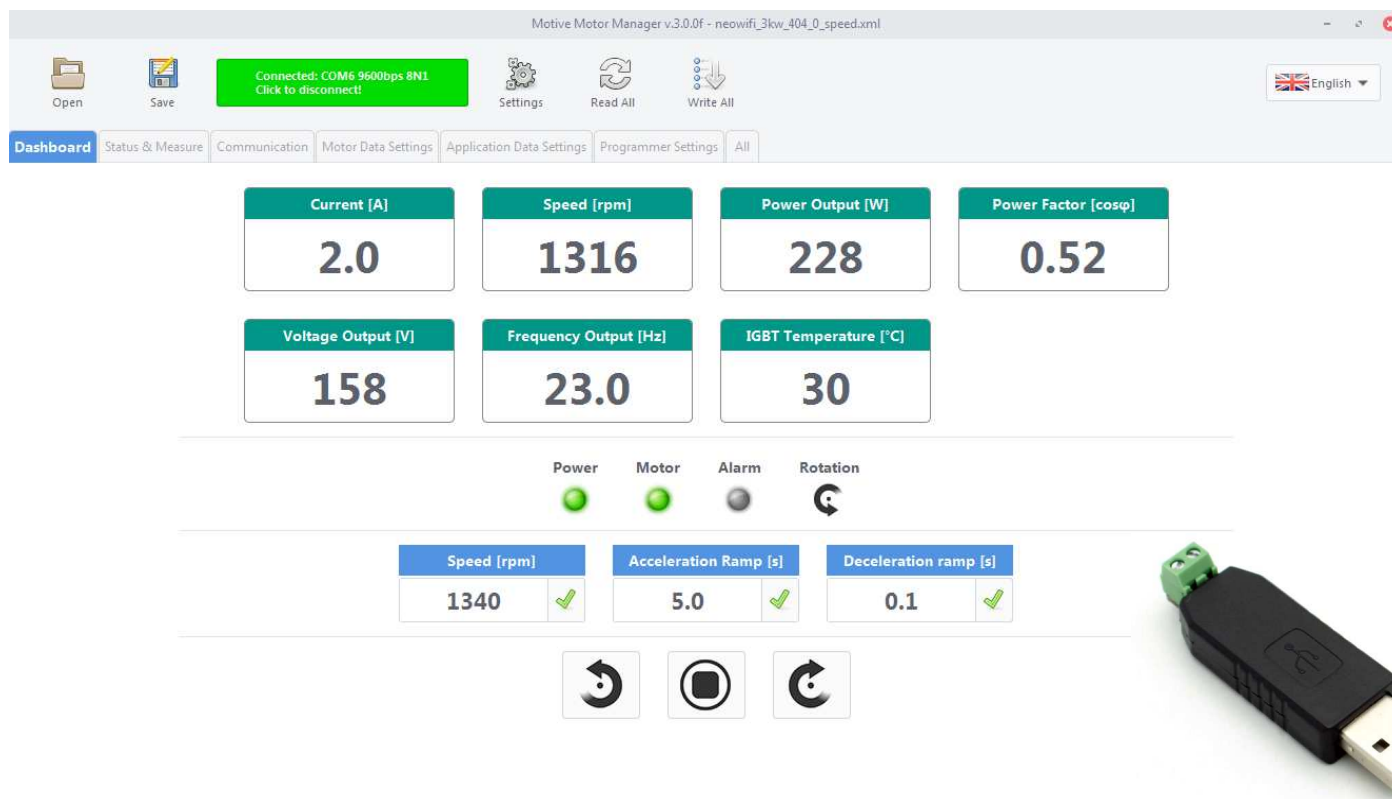 Motive Motor Manager v.3.0.0f - neowifi_3kw_404_0_speed.xml
Open
Save
Connected: COM6 9600bps 8N1
Click to disconnect!
Settings
Read All
Write All
English
Dashboard
Status & Measure
Communication
Motor Data Settings
Application Data Settings
Programmer Settings
All
Current [A]
Speed [rpm]
Power Output [W]
Power Factor [cosφ]
2.0
1316
228
0.52
Voltage Output [V]
Frequency Output [Hz]
IGBT Temperature [°C]
158
23.0
30
Power
Motor
Alarm
Rotation
Speed [rpm]
Acceleration Ramp [s]
Deceleration ramp [s]
1340
5.0
0.1